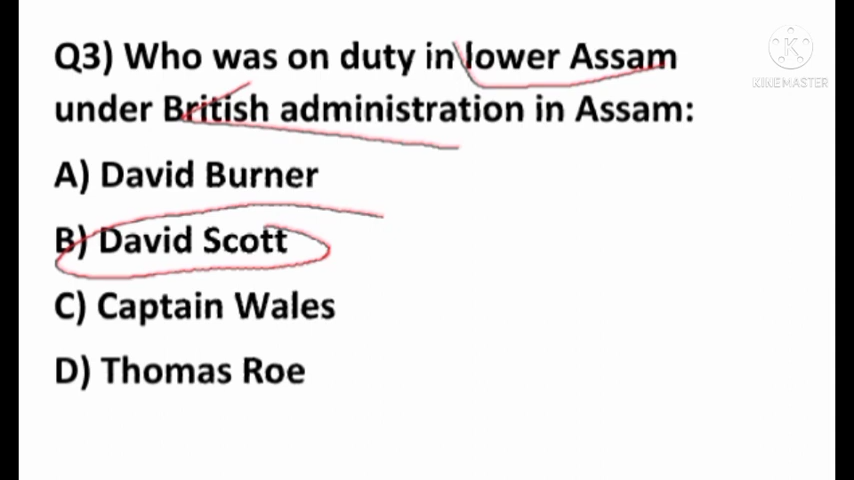 Q3) Who was on duty in lower Assam
KINEMASTER
under British administration in Assam:
A) David Burner
B) David Scott
C) Captain Wales
D) Thomas Roe